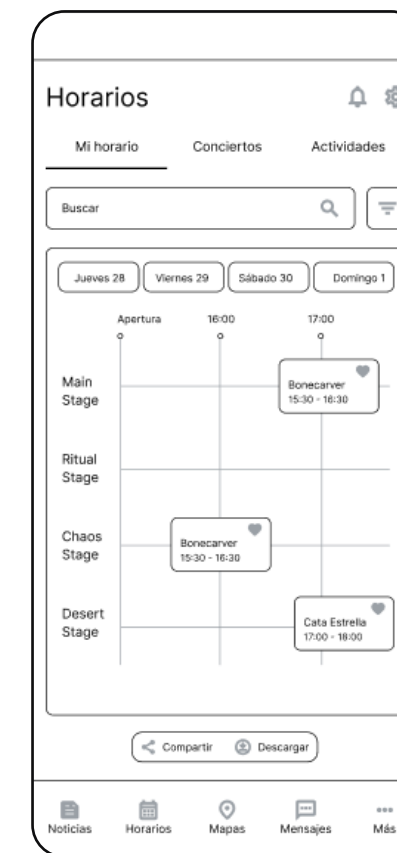 Horarios
Mi horario Conciertos Actividades
Buscar
Jueves 28 Viernes 29 Sábado 30 Domingo 1
Apertura 16:00 17:00
Main
Stage
Bonecarver
15:30 - 16:30
Ritual
Stage
Chaos
Stage
Bonecarver
15:30 - 16:30
Desert
Stage
Cata Estrella
17:00 - 18:00
Compartir Descargar
Noticias Horarios Mapas Mensajes Más